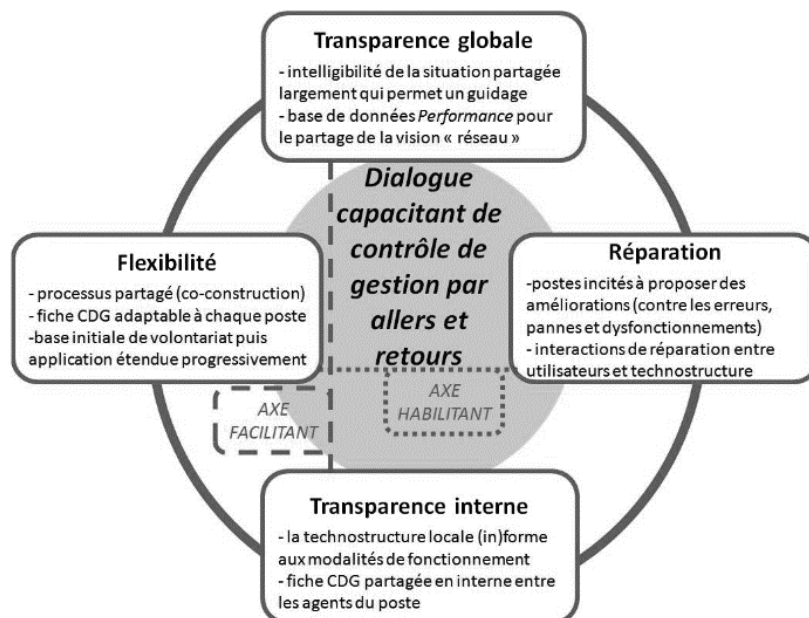 Transparence globale
- intelligibilité de la situation partagée
largement qui permet un guidage
- base de données Performance pour
le partage de la vision « réseau »
Dialogue
capacitant de
contrôle de
gestion par
allers et
retours
Flexibilité
- processus partagé (co-construction)
- fiche CDG adaptable à chaque poste
-base initiale de volontariat puis
application étendue progressivement
Réparation
-postes incités à proposer des
améliorations (contre les erreurs,
pannes et dysfonctionnements)
- interactions de réparation entre
utilisateurs et technostructure
AXE
FACILITANT
AXE
HABILITANT
Transparence interne
- la technostructure locale (in)forme
aux modalités de fonctionnement
- fiche CDG partagée en interne entre
les agents du poste